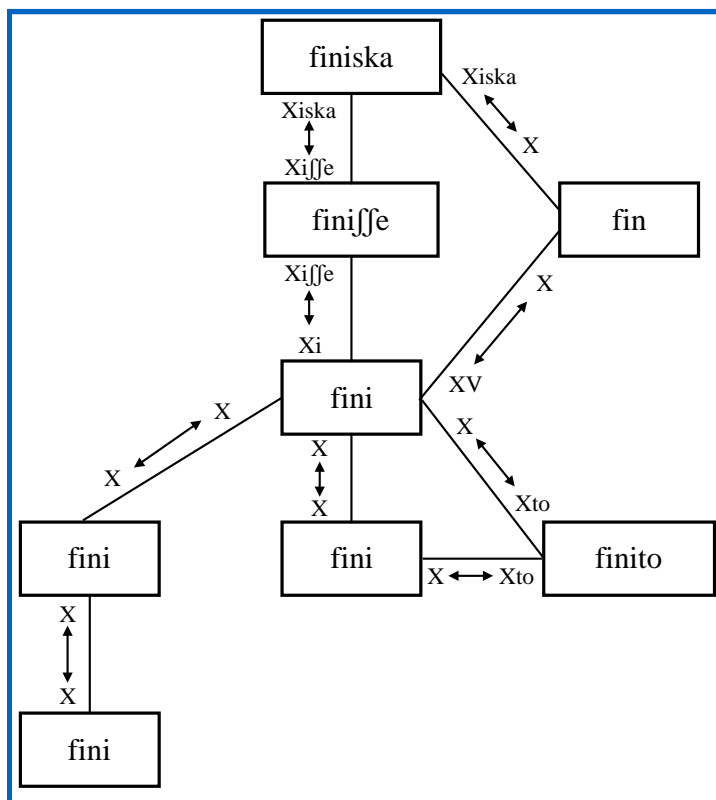 finiska
Xiska
Xiska
X
Xiʃʃe
finiʃʃe
fin
Xiʃʃe
X
Xi
XV
fini
X
X
X
X
X
Xto
fini
fini
finito
X
Xto
X
X
fini